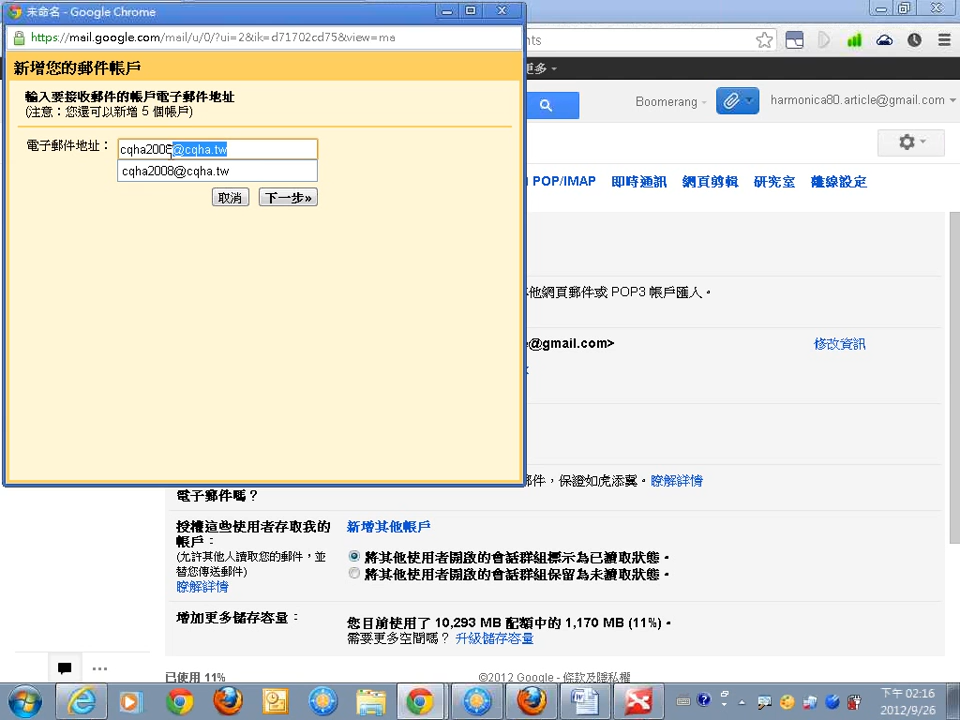 未命名 - Google Chrome
https://mail.google.com/mail/u/0/?ui=2&ik=d71702cd75&view=ma
nts
新增您的郵件帳戶
更多
輸入要接收郵件的帳戶電子郵件地址
(注意：您還可以新增 5 個帳戶)
Boomerang
harmonica80.article@gmail.com
電子郵件地址：
cqha2008@cqha.tw
cqha2008@cqha.tw
取消
下一步»
POP/IMAP 即時通訊 網頁剪輯 研究室 離線設定
他網頁郵件或 POP3 帳戶匯人。
e@gmail.com>
修改資訊
郵件，保證如虎添翼。瞭解詳情
電子郵件嗎？
授權這些使用者存取我的
帳戶：
(允許其他人讀取您的郵件，並
替您傳送郵件)
瞭解詳情
新增其他帳戶
將其他使用者開啟的會話群組標示為已讀取狀態。
將其他使用者開啟的會話群組保留為未讀取狀態。
增加更多儲存容量：
您目前使用了 10,293 MB 配額中的 1,170 MB (11%)。
需要更多空間嗎？ 升級儲存容量
已使用 11%
©2012 Google - 條款及隱私權
下午 02:16
2012/9/26